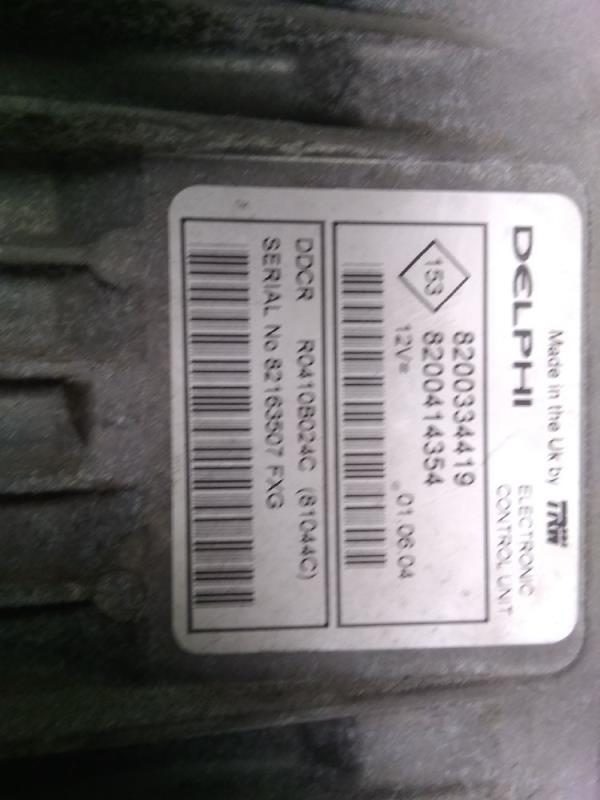 Made in the Uk by TRW
DELPHI
ELECTRONIC
CONTROL UNIT
153
8200334419
8200414354
12V=
01.06.04
DDCR R0410B024C (81044C)
SERIAL No 82163507 FXG